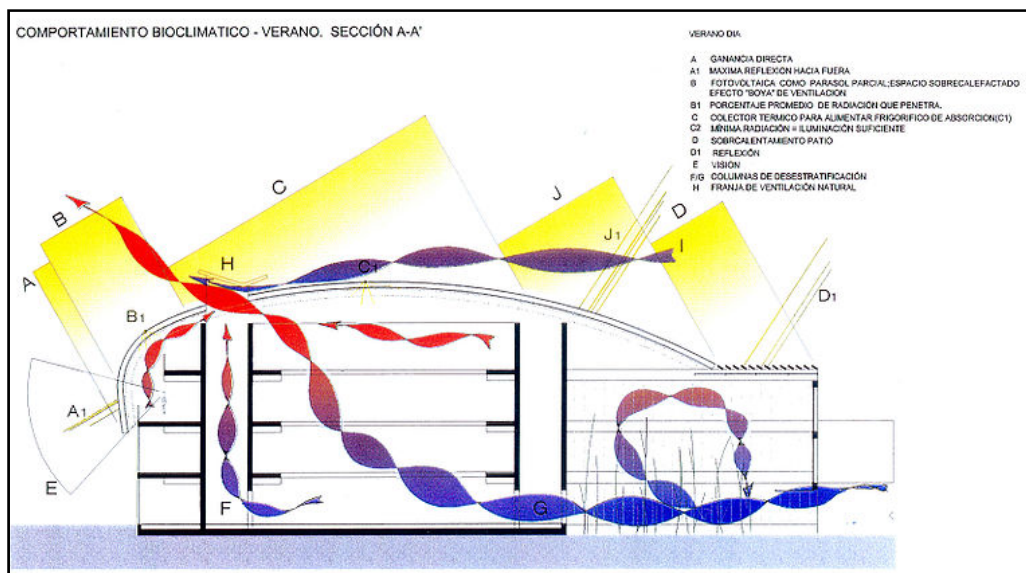 COMPORTAMIENTO BIOCLIMATICO - VERANO. SECCIÓN A-A'
VERANO DIA
A GANANCIA DIRECTA
A1 MAXIMA REFLEXION HACIA FUERA
B FOTOVOLTAICA COMO PARASOL PARCIAL;ESPACIO SOBRECALEFACTADO
EFECTO "BOYA" DE VENTILACION
B1 PORCENTAJE PROMEDIO DE RADIACIÓN QUE PENETRA.
C COLECTOR TERMICO PARA ALIMENTAR FRIGORIFICO DE ABSORCION(C1)
C2 MÍNIMA RADIACIÓN = ILUMINACIÓN SUFICIENTE
D SOBRCALENTAMIENTO PATIO
D1 REFLEXIÓN
E VISION
F/G COLUMNAS DE DESESTRATIFICACIÓN
H FRANJA DE VENTILACIÓN NATURAL
C
J
B
D
J1
I
A
H
C1
D1
B1
A1
E
F
G